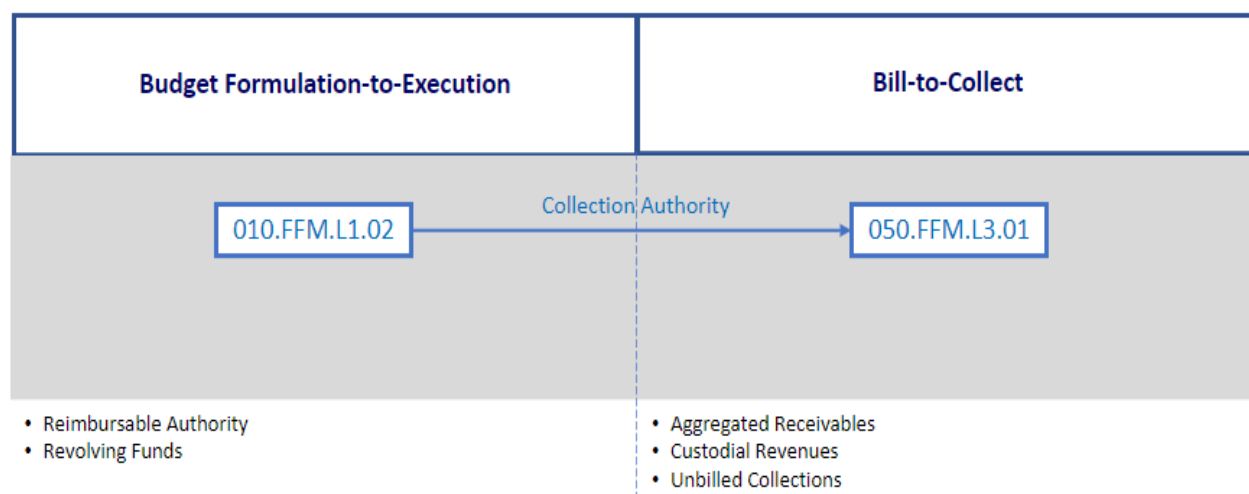 Budget Formulation-to-Execution
Bill-to-Collect
Collection Authority
010.FFM.L1.02
050.FFM.L3.01
• Reimbursable Authority
• Revolving Funds
• Aggregated Receivables
• Custodial Revenues
• Unbilled Collections